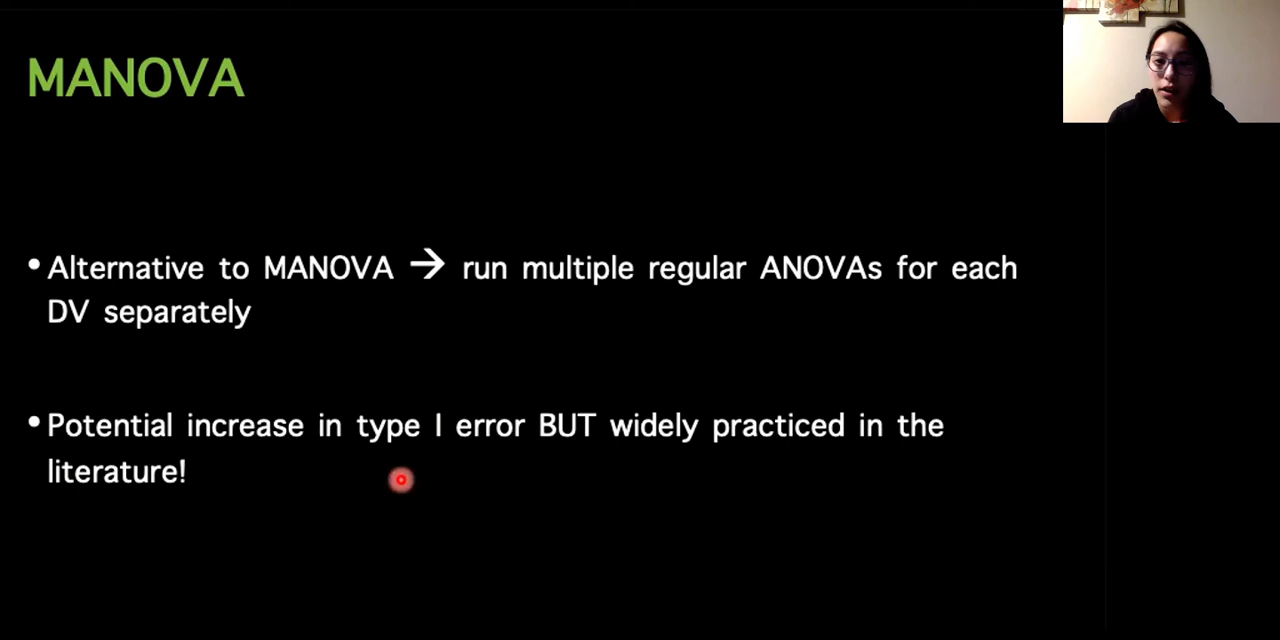 MANOVA
• Alternative to MANOVA → run multiple regular ANOVAs for each
DV separately
• Potential increase in type I error BUT widely practiced in the
literature!